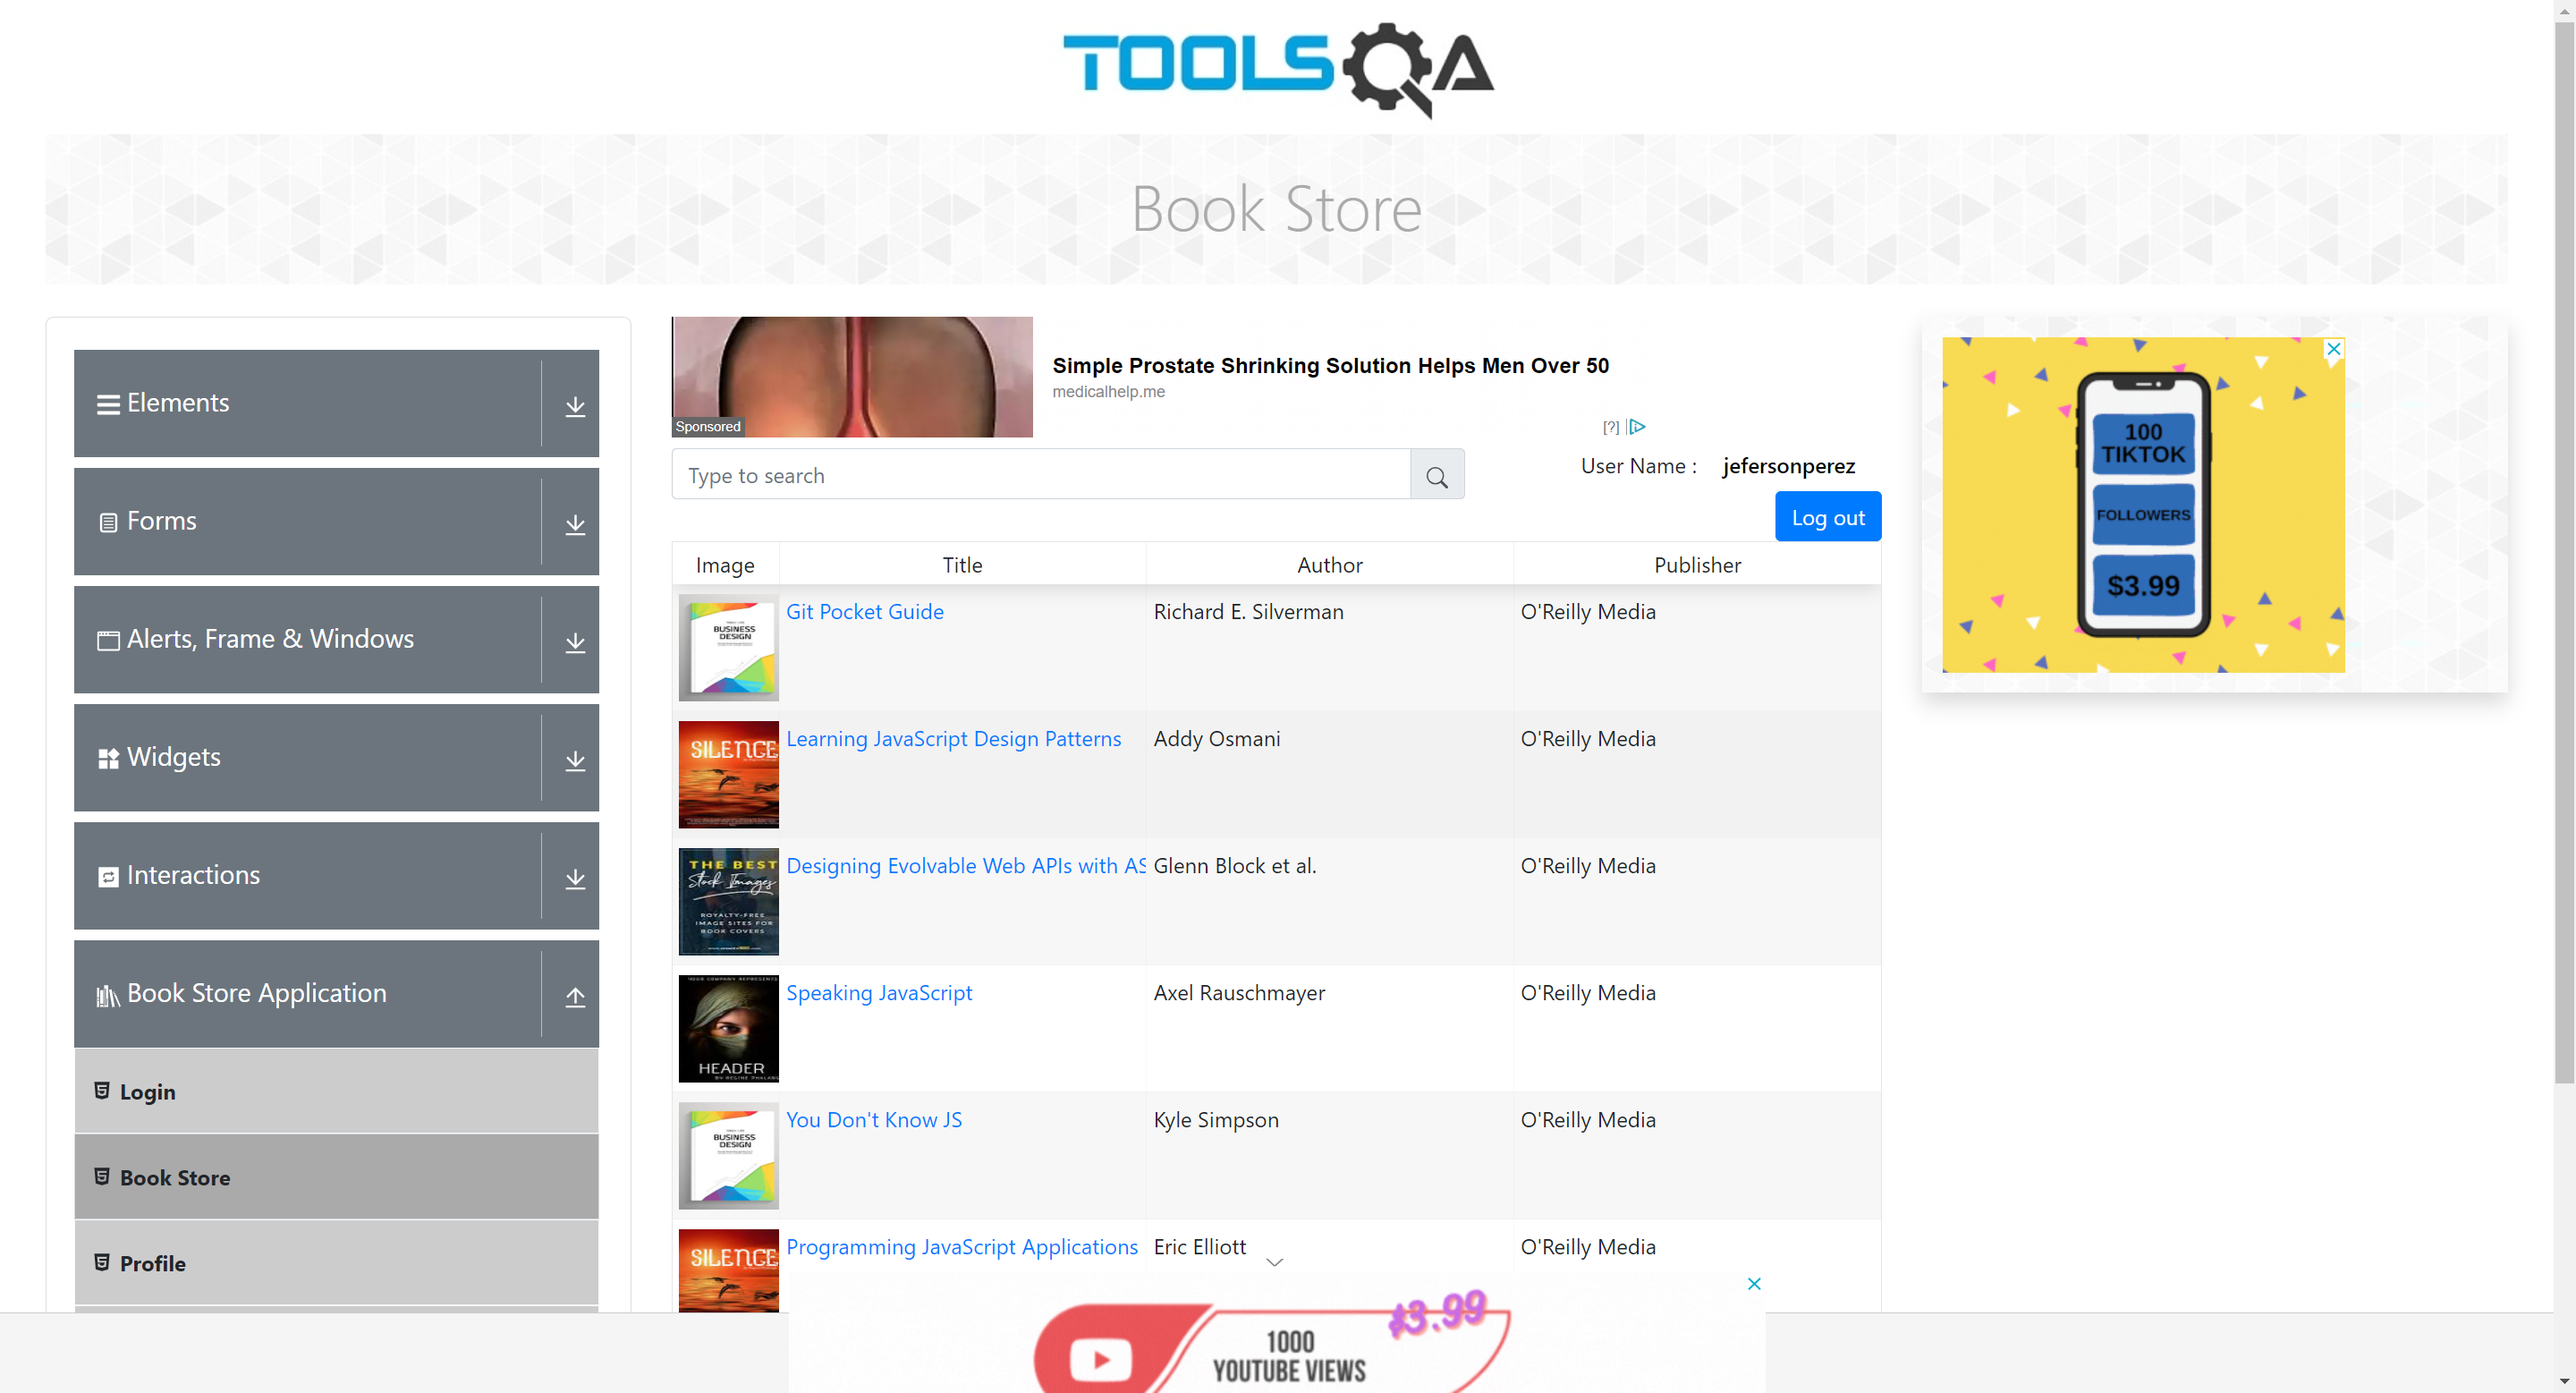 TOOLSQA
Book Store
Elements
Forms
Alerts, Frame & Windows
Widgets
Interactions
Book Store Application
Login
Book Store
Profile
Sponsored
Simple Prostate Shrinking Solution Helps Men Over 50
medicalhelp.me
[?]
Type to search
User Name : jefersonperez
Log out
Image Title Author Publisher
BUSINESS
DESIGN
Git Pocket Guide Richard E. Silverman O'Reilly Media
SILENCE
Learning JavaScript Design Patterns Addy Osmani O'Reilly Media
THE BEST
Stock Images
ROYALTY-FREE
IMAGE SITES FOR
BOOK COVERS
Designing Evolvable Web APIs with AS Glenn Block et al. O'Reilly Media
YOUR COMPANY REPRESENTS
HEADER
Speaking JavaScript Axel Rauschmayer O'Reilly Media
BUSINESS
DESIGN
You Don't Know JS Kyle Simpson O'Reilly Media
SILENCE
Programming JavaScript Applications Eric Elliott O'Reilly Media
100
TIKTOK
FOLLOWERS
$3.99
$3.99
1000
YOUTUBE VIEWS